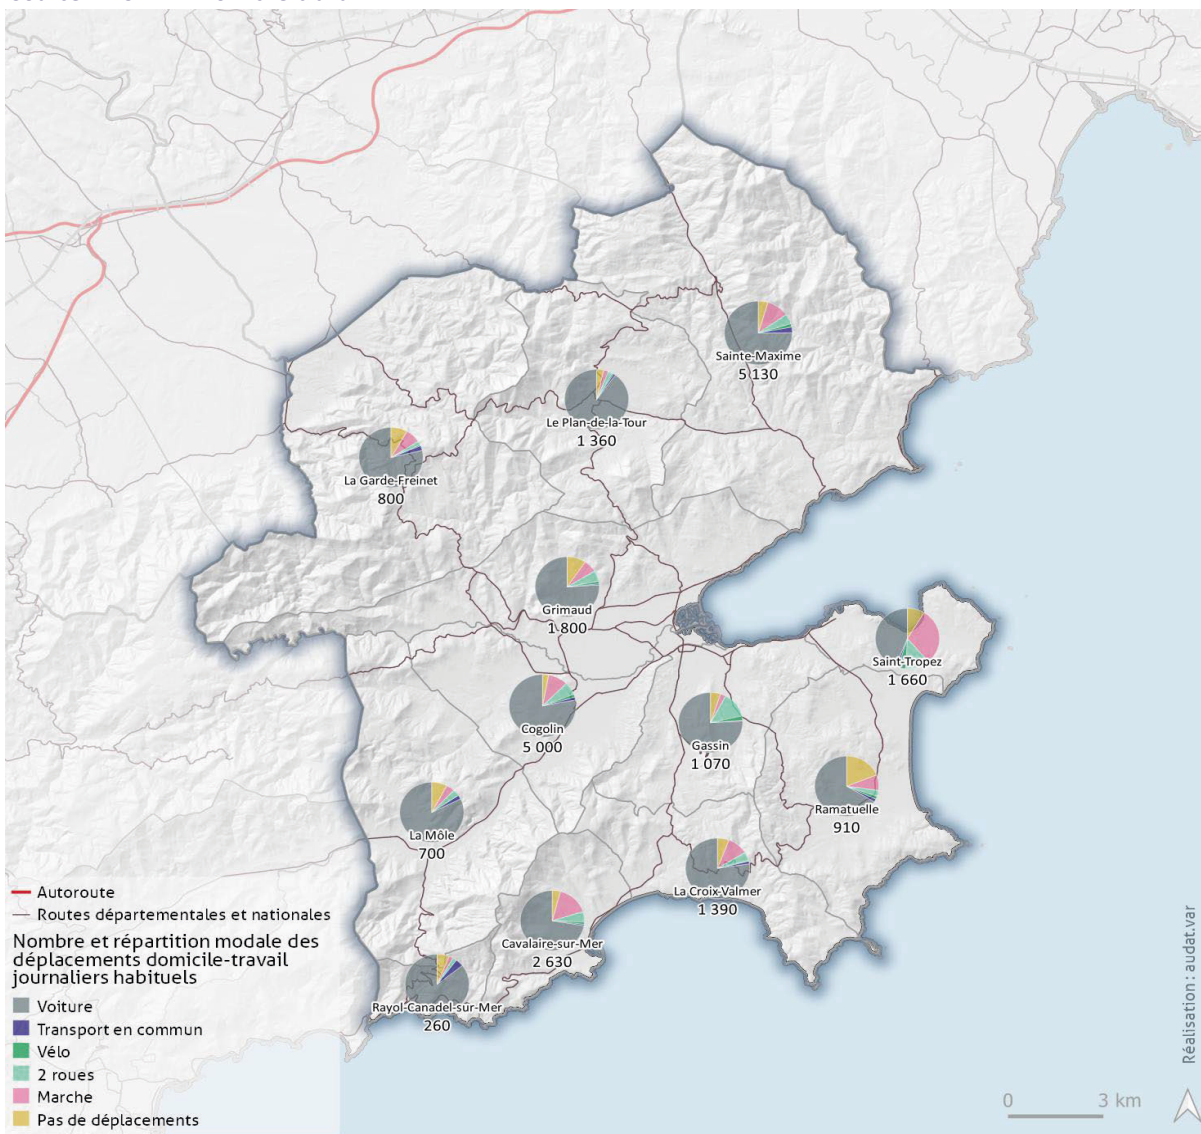 Sainte-Maxime
5 130
Le Plan-de-la-Tour
1 360
La Garde-Freinet
800
Grimaud
1 800
Saint-Tropez
1 660
Cogolin
5 000
Gassin
1 070
Ramatuelle
910
La Môle
700
La Croix-Valmer
1 390
Cavalaire-sur-Mer
2 630
Rayol-Canadel-sur-Mer
260
Autoroute
Routes départementales et nationales
Nombre et répartition modale des
déplacements domicile-travail
journaliers habituels
Voiture
Transport en commun
Vélo
2 roues
Marche
Pas de déplacements
0 3 km
Réalisation : audat.var